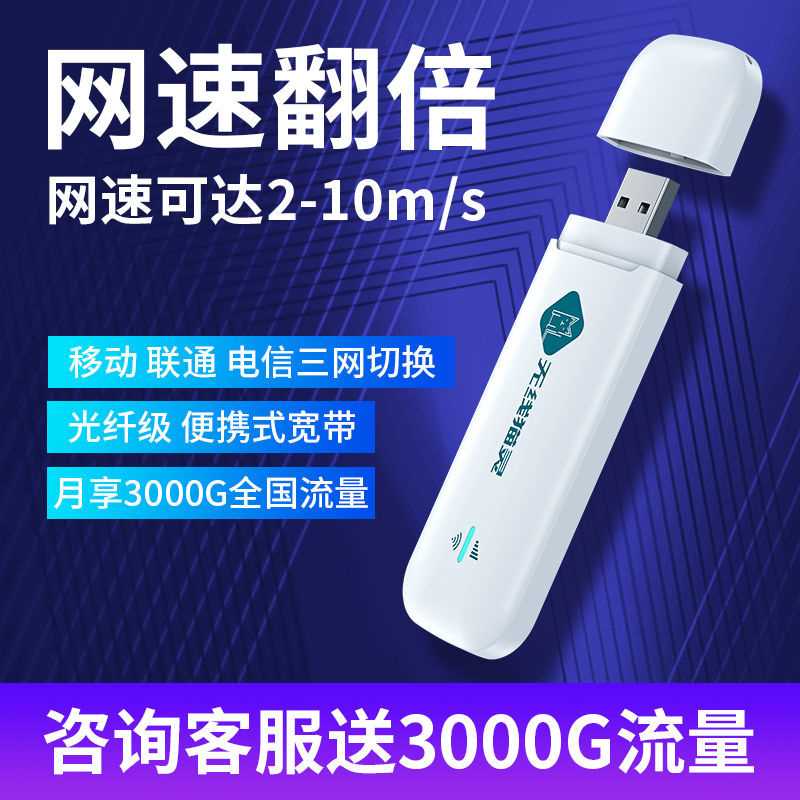 网速翻倍
网速可达2-10m/s
移动 联通 电信三网切换
光纤级 便携式宽带
月享3000G全国流量
无线猫灵
咨询客服送3000G流量